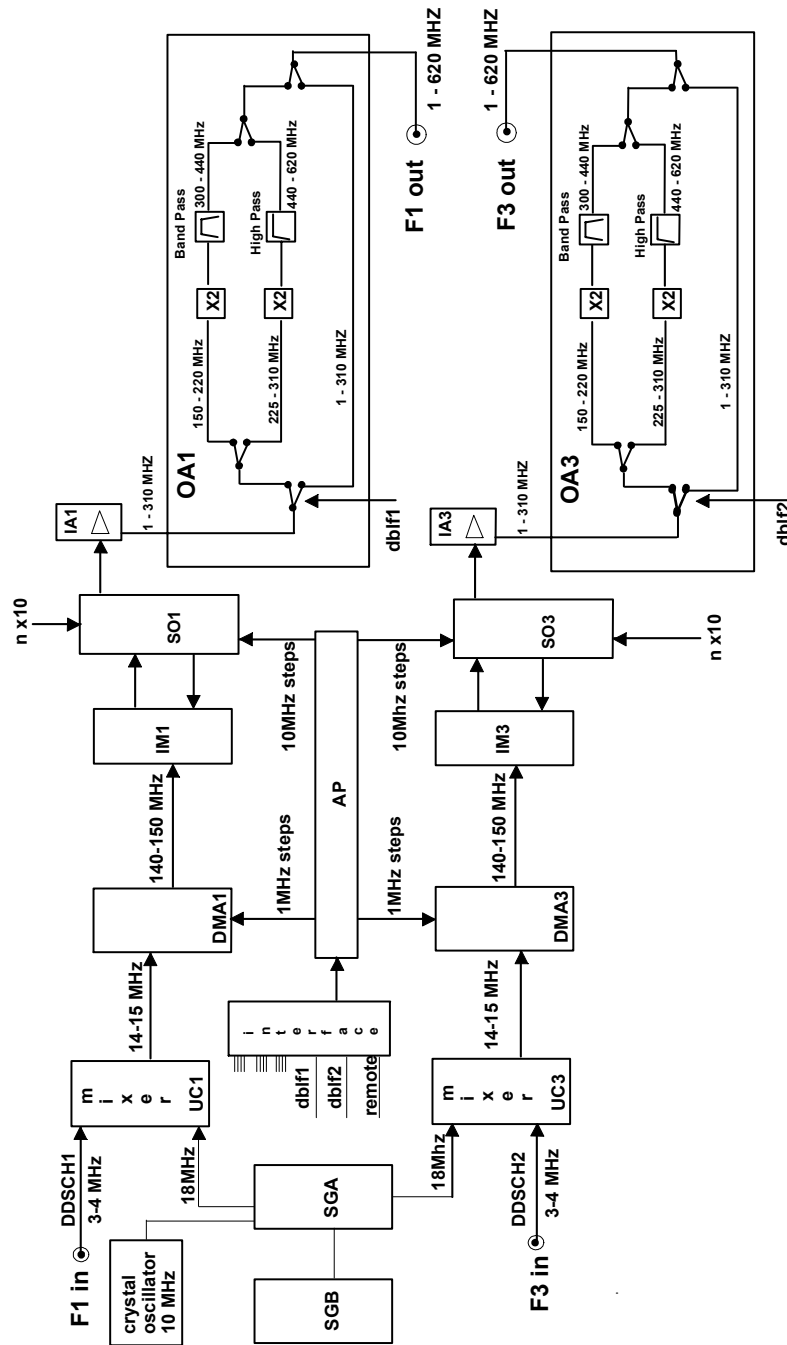 F1 in
DDSCH1
3-4 MHz
18MHz
mixer
UC1
14-15 MHz
DMA1
140-150 MHz
IM1
SO1
n x10
IA1
1 - 310 MHZ
OA1
150 - 220 MHz
X2
Band Pass
300 - 440 MHz
225 - 310 MHz
X2
High Pass
440 - 620 MHz
1 - 310 MHZ
dblf1
F1 out
1 - 620 MHZ
crystal
oscillator
10 MHz
SGA
SGB
interface
dblf1
dblf2
remote
AP
1MHz steps
10MHz steps
1MHz steps
10Mhz steps
F3 in
DDSCH2
3-4 MHz
18Mhz
mixer
UC3
14-15 MHz
DMA3
140-150 MHz
IM3
SO3
n x10
IA3
1 - 310 MHZ
OA3
150 - 220 MHz
X2
Band Pass
300 - 440 MHz
225 - 310 MHz
X2
High Pass
440 - 620 MHz
1 - 310 MHZ
dblf2
F3 out
1 - 620 MHZ